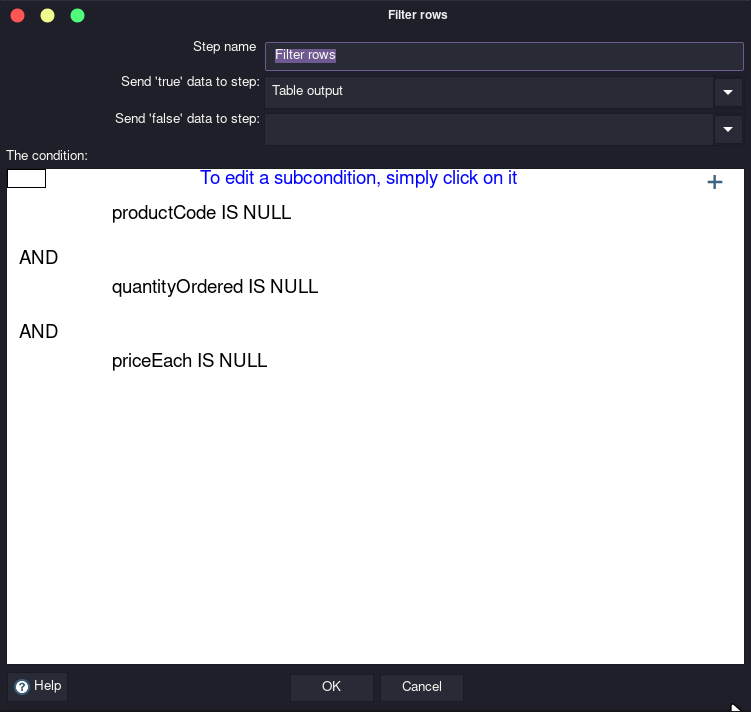 Filter rows
Step name Filter rows
Send 'true' data to step: Table output
Send 'false' data to step:
The condition:
To edit a subcondition, simply click on it +
productCode IS NULL
AND
quantityOrdered IS NULL
AND
priceEach IS NULL
? Help OK Cancel